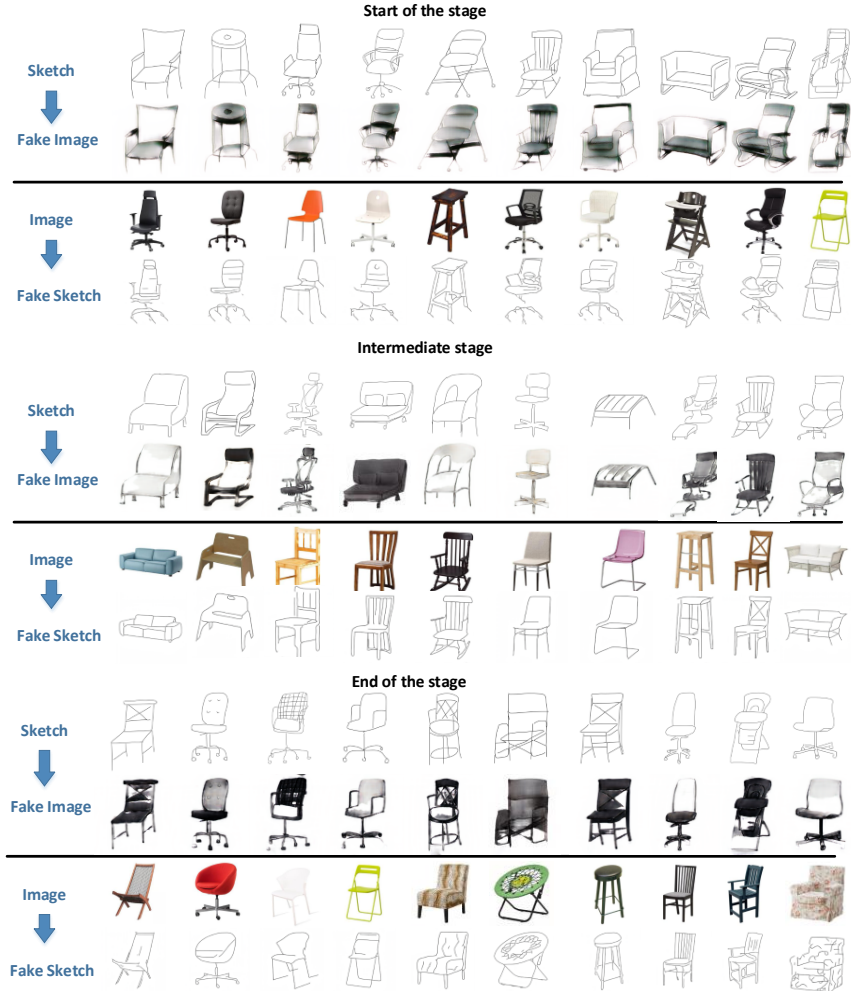 Start of the stage
Sketch
Fake Image
Image
Fake Sketch
Intermediate stage
Sketch
Fake Image
Image
Fake Sketch
End of the stage
Sketch
Fake Image
Image
Fake Sketch